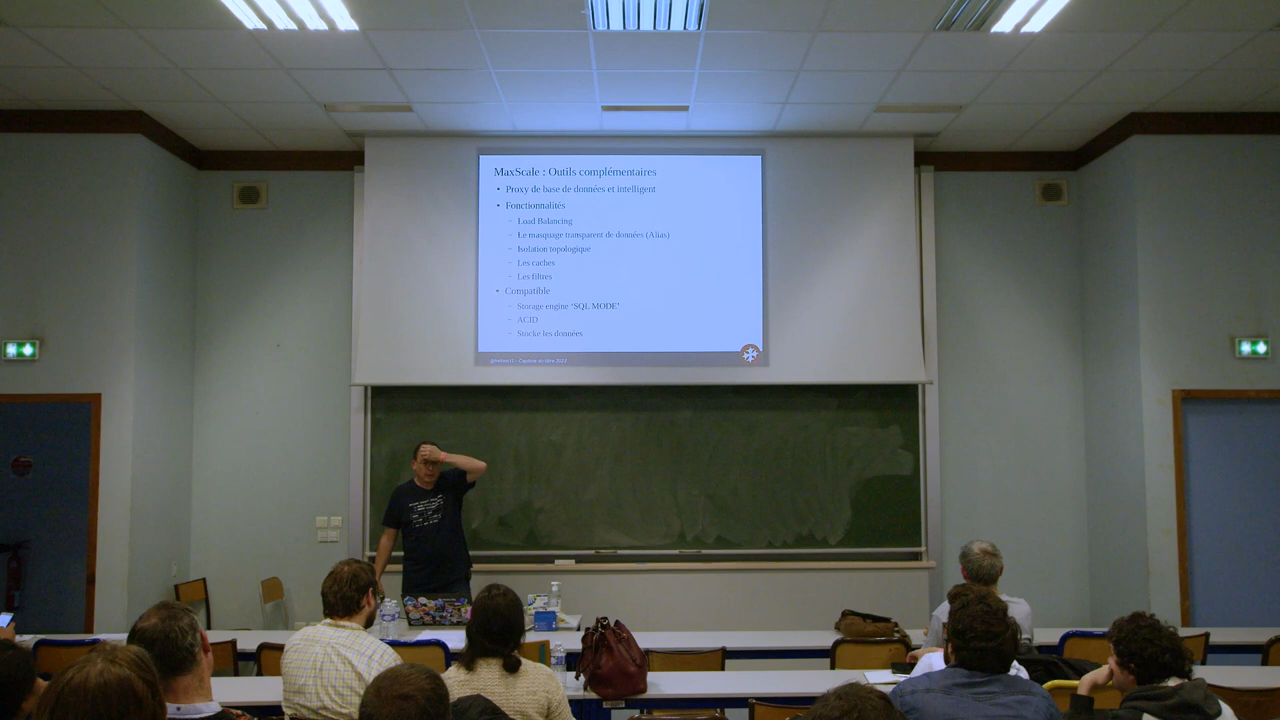 MaxScale : Outils complémentaires
• Proxy de base de données et intelligent
• Fonctionnalités
– Load Balancing
– Le masquage transparent de données (Alias)
– Isolation topologique
– Les caches
– Les filtres
• Compatible
– Storage engine ‘SQL MODE’
– ACID
– Stocke les données